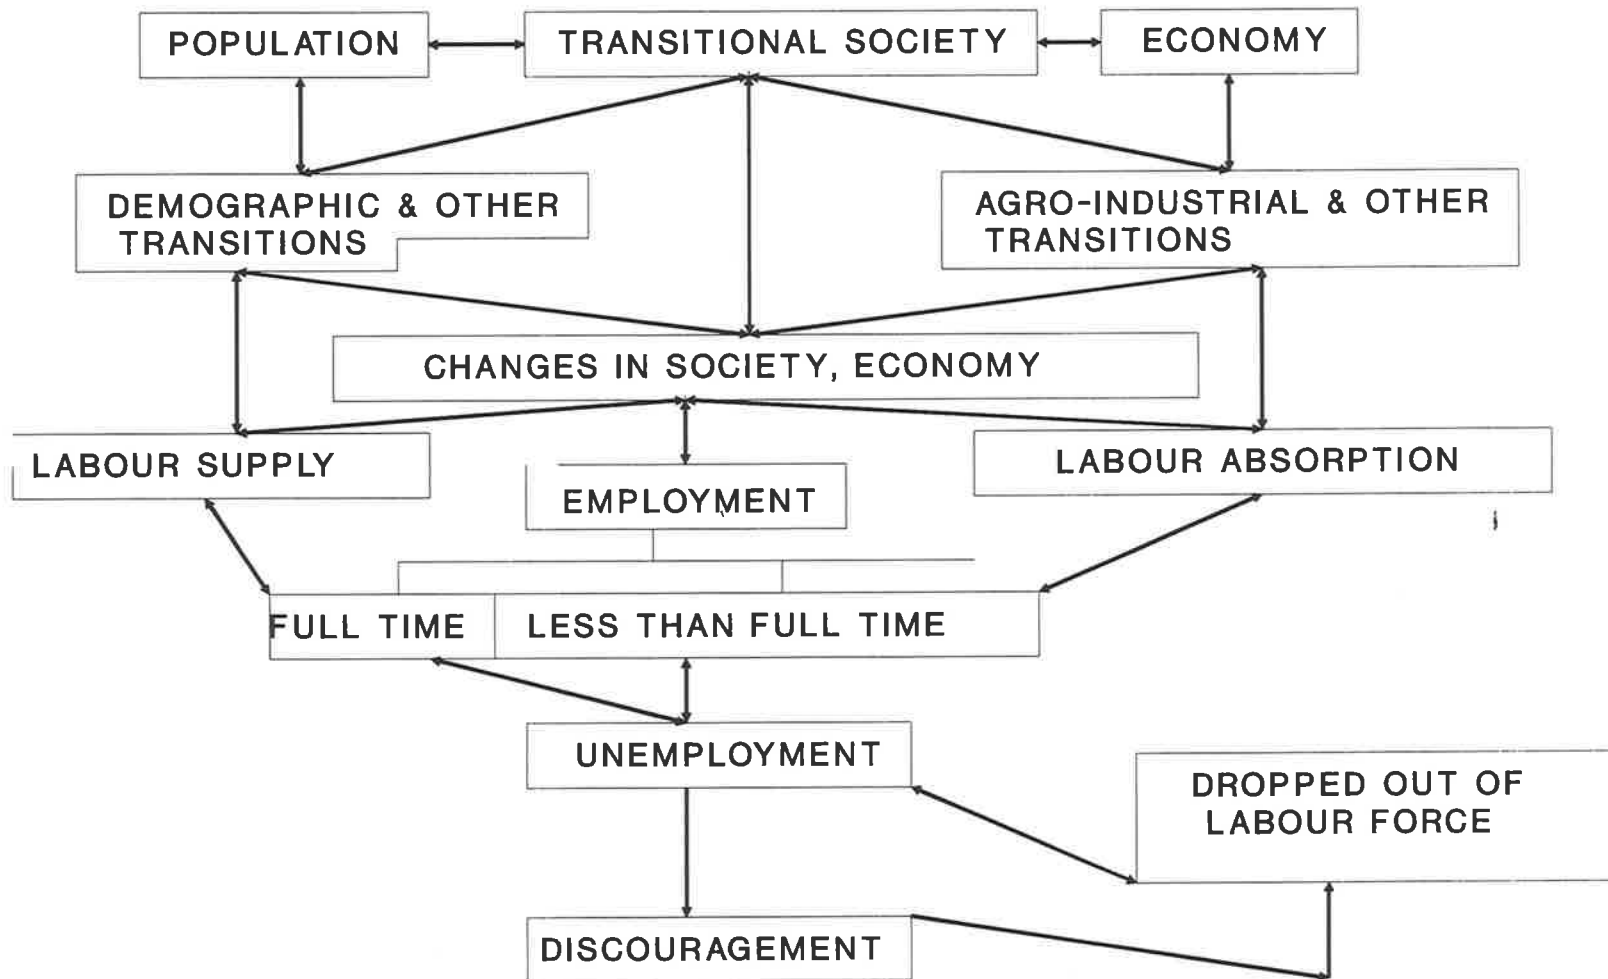 POPULATION
TRANSITIONAL SOCIETY
ECONOMY
DEMOGRAPHIC & OTHER
TRANSITIONS
AGRO-INDUSTRIAL & OTHER
TRANSITIONS
CHANGES IN SOCIETY, ECONOMY
LABOUR SUPPLY
EMPLOYMENT
LABOUR ABSORPTION
FULL TIME
LESS THAN FULL TIME
UNEMPLOYMENT
DROPPED OUT OF
LABOUR FORCE
DISCOURAGEMENT